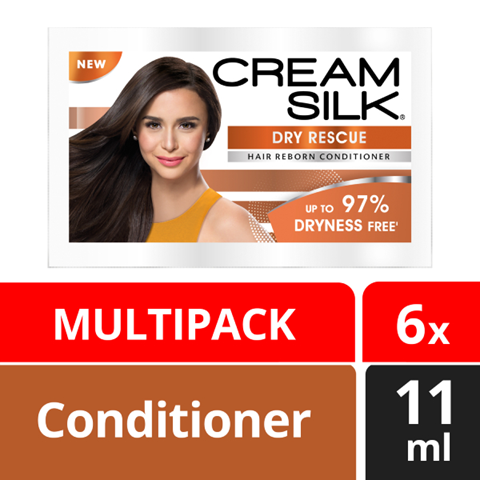 NEW
CREAM
SILK®
DRY RESCUE
HAIR REBORN CONDITIONER
UP TO 97%
DRYNESS FREE†
MULTIPACK
6x
Conditioner
11
ml